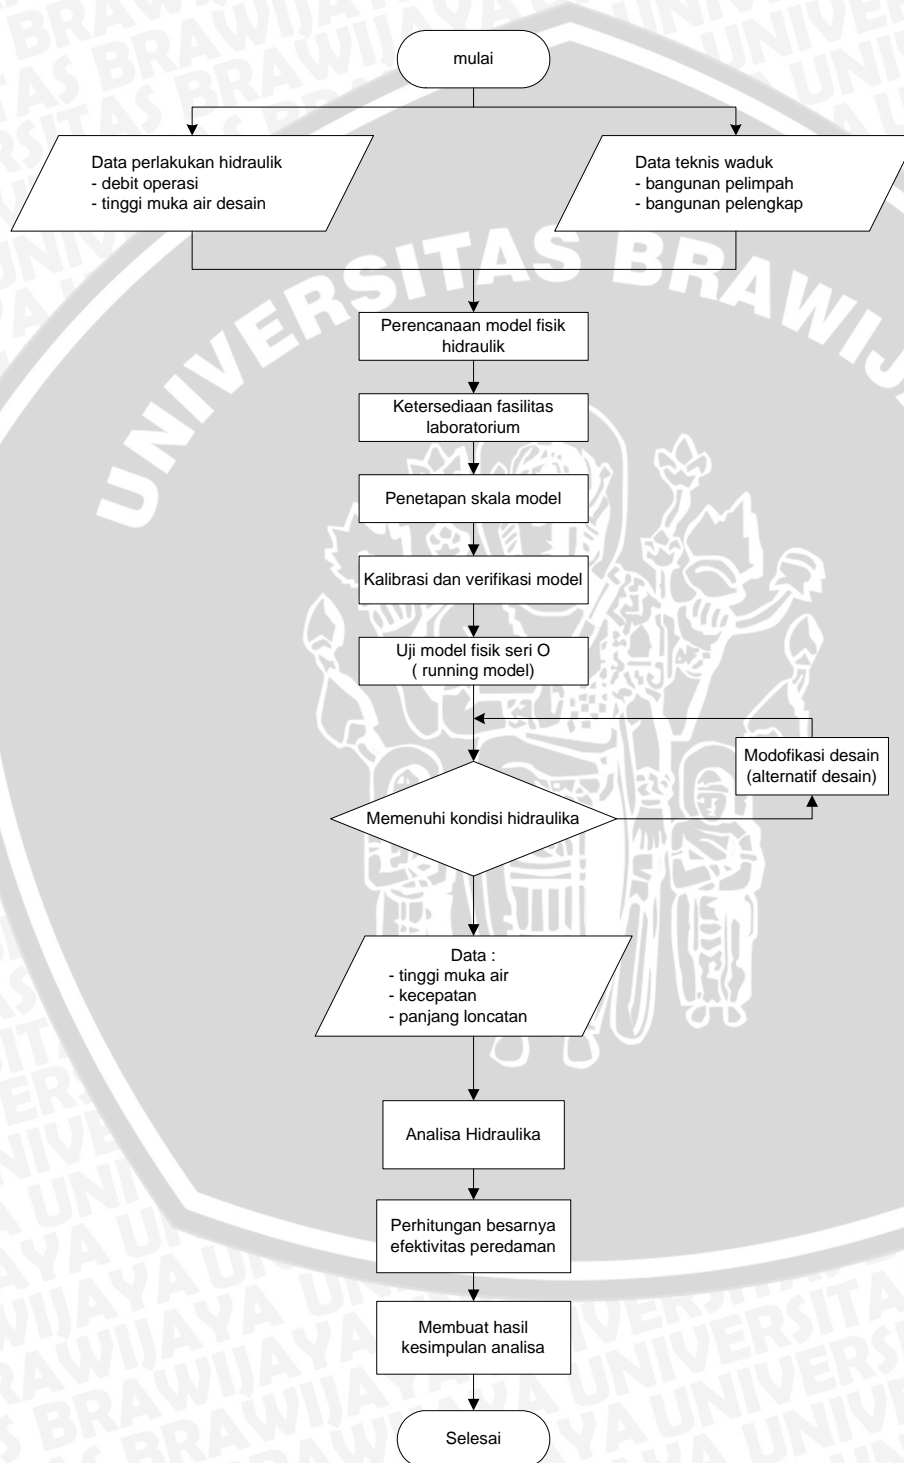 mulai
Data perlakukan hidraulik
- debit operasi
- tinggi muka air desain
Data teknis waduk
- bangunan pelimpah
- bangunan pelengkap
UNIVERSITAS BRAWIJA
Perencanaan model fisik
hidraulik
Ketersediaan fasilitas
laboratorium
Penetapan skala model
Kalibrasi dan verifikasi model
Uji model fisik seri O
( running model)
Modofikasi desain
(alternatif desain)
Memenuhi kondisi hidraulika
Data :
- tinggi muka air
- kecepatan
- panjang loncatan
Analisa Hidraulika
Perhitungan besarnya
efektivitas peredaman
Membuat hasil
kesimpulan analisa
Selesai